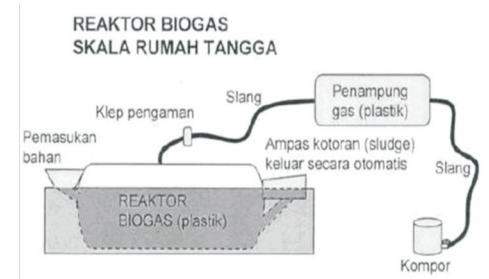 REAKTOR BIOGAS
SKALA RUMAH TANGGA
Penampung
gas (plastik)
Slang
Klep pengaman
Pemasukan
bahan
Ampas kotoran (sludge)
keluar secara otomatis
Slang
REAKTOR
BIOGAS (plastik)
Kompor